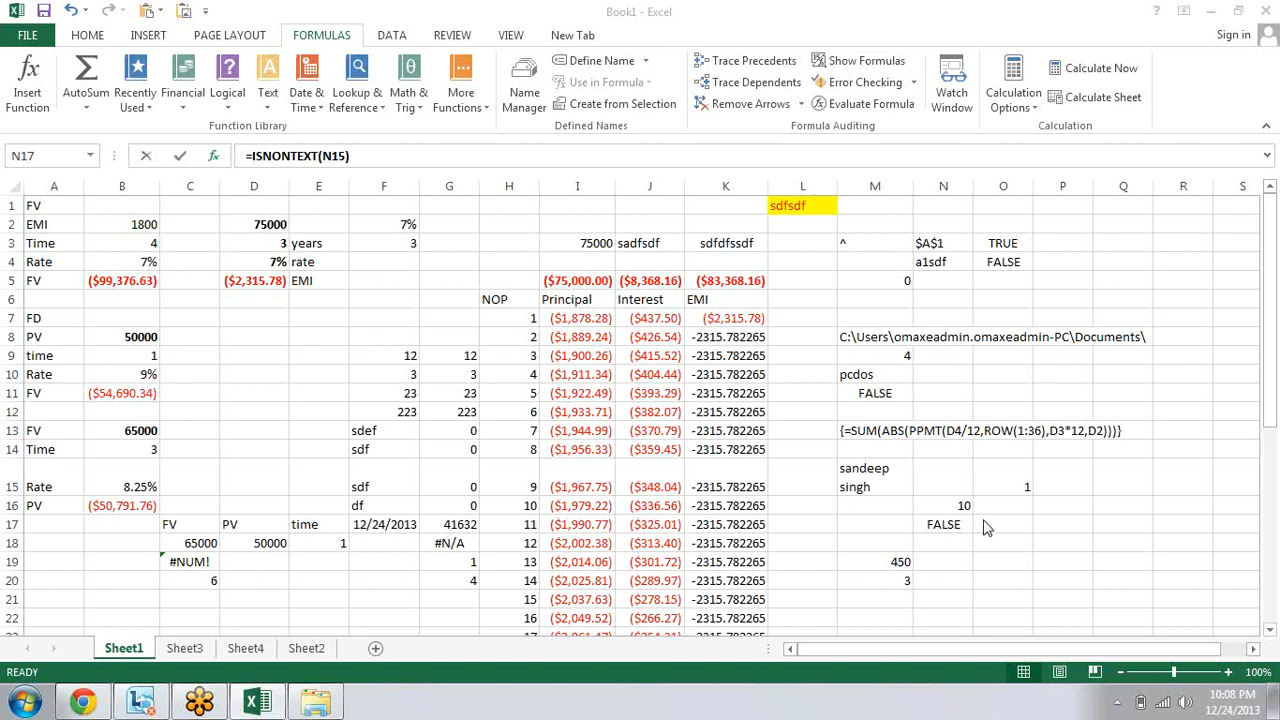 Book1 - Excel
FILE HOME INSERT PAGE LAYOUT FORMULAS DATA REVIEW VIEW New Tab Sign in
Insert Function
AutoSum
Recently Used
Financial
Logical
Text
Date & Time
Lookup & Reference
Math & Trig
More Functions
Function Library
Name Manager
Define Name
Use in Formula
Create from Selection
Defined Names
Trace Precedents
Trace Dependents
Remove Arrows
Show Formulas
Error Checking
Evaluate Formula
Formula Auditing
Watch Window
Calculation Options
Calculate Now
Calculate Sheet
Calculation
N17 fx =ISNONTEXT(N15)
A B C D E F G H I J K L M N O P Q R S
1 FV sdfsdf
2 EMI 1800 75000 7%
3 Time 4 3 years 3 75000 sadfsdf sdfdfssdf ^ $A$1 TRUE
4 Rate 7% 7% rate a1sdf FALSE
5 FV ($99,376.63) ($2,315.78) EMI ($75,000.00) ($8,368.16) ($83,368.16) 0
6 NOP Principal Interest EMI
7 FD 1 ($1,878.28) ($437.50) ($2,315.78)
8 PV 50000 2 ($1,889.24) ($426.54) -2315.782265 C:\Users\omaxeadmin.omaxeadmin-PC\Documents\
9 time 1 12 12 3 ($1,900.26) ($415.52) -2315.782265 4
10 Rate 9% 3 3 4 ($1,911.34) ($404.44) -2315.782265 pcdos
11 FV ($54,690.34) 23 23 5 ($1,922.49) ($393.29) -2315.782265 FALSE
12 223 223 6 ($1,933.71) ($382.07) -2315.782265
13 FV 65000 sdef 0 7 ($1,944.99) ($370.79) -2315.782265 {=SUM(ABS(PPMT(D4/12,ROW(1:36),D3*12,D2)))}
14 Time 3 sdf 0 8 ($1,956.33) ($359.45) -2315.782265
sandeep
15 Rate 8.25% sdf 0 9 ($1,967.75) ($348.04) -2315.782265 singh 1
16 PV ($50,791.76) df 0 10 ($1,979.22) ($336.56) -2315.782265 10
17 FV PV time 12/24/2013 41632 11 ($1,990.77) ($325.01) -2315.782265 FALSE
18 65000 50000 1 #N/A 12 ($2,002.38) ($313.40) -2315.782265
19 #NUM! 1 13 ($2,014.06) ($301.72) -2315.782265 450
20 6 4 14 ($2,025.81) ($289.97) -2315.782265 3
21 15 ($2,037.63) ($278.15) -2315.782265
22 16 ($2,049.52) ($266.27) -2315.782265
Sheet1 Sheet3 Sheet4 Sheet2
READY 100%
10:08 PM
12/24/2013